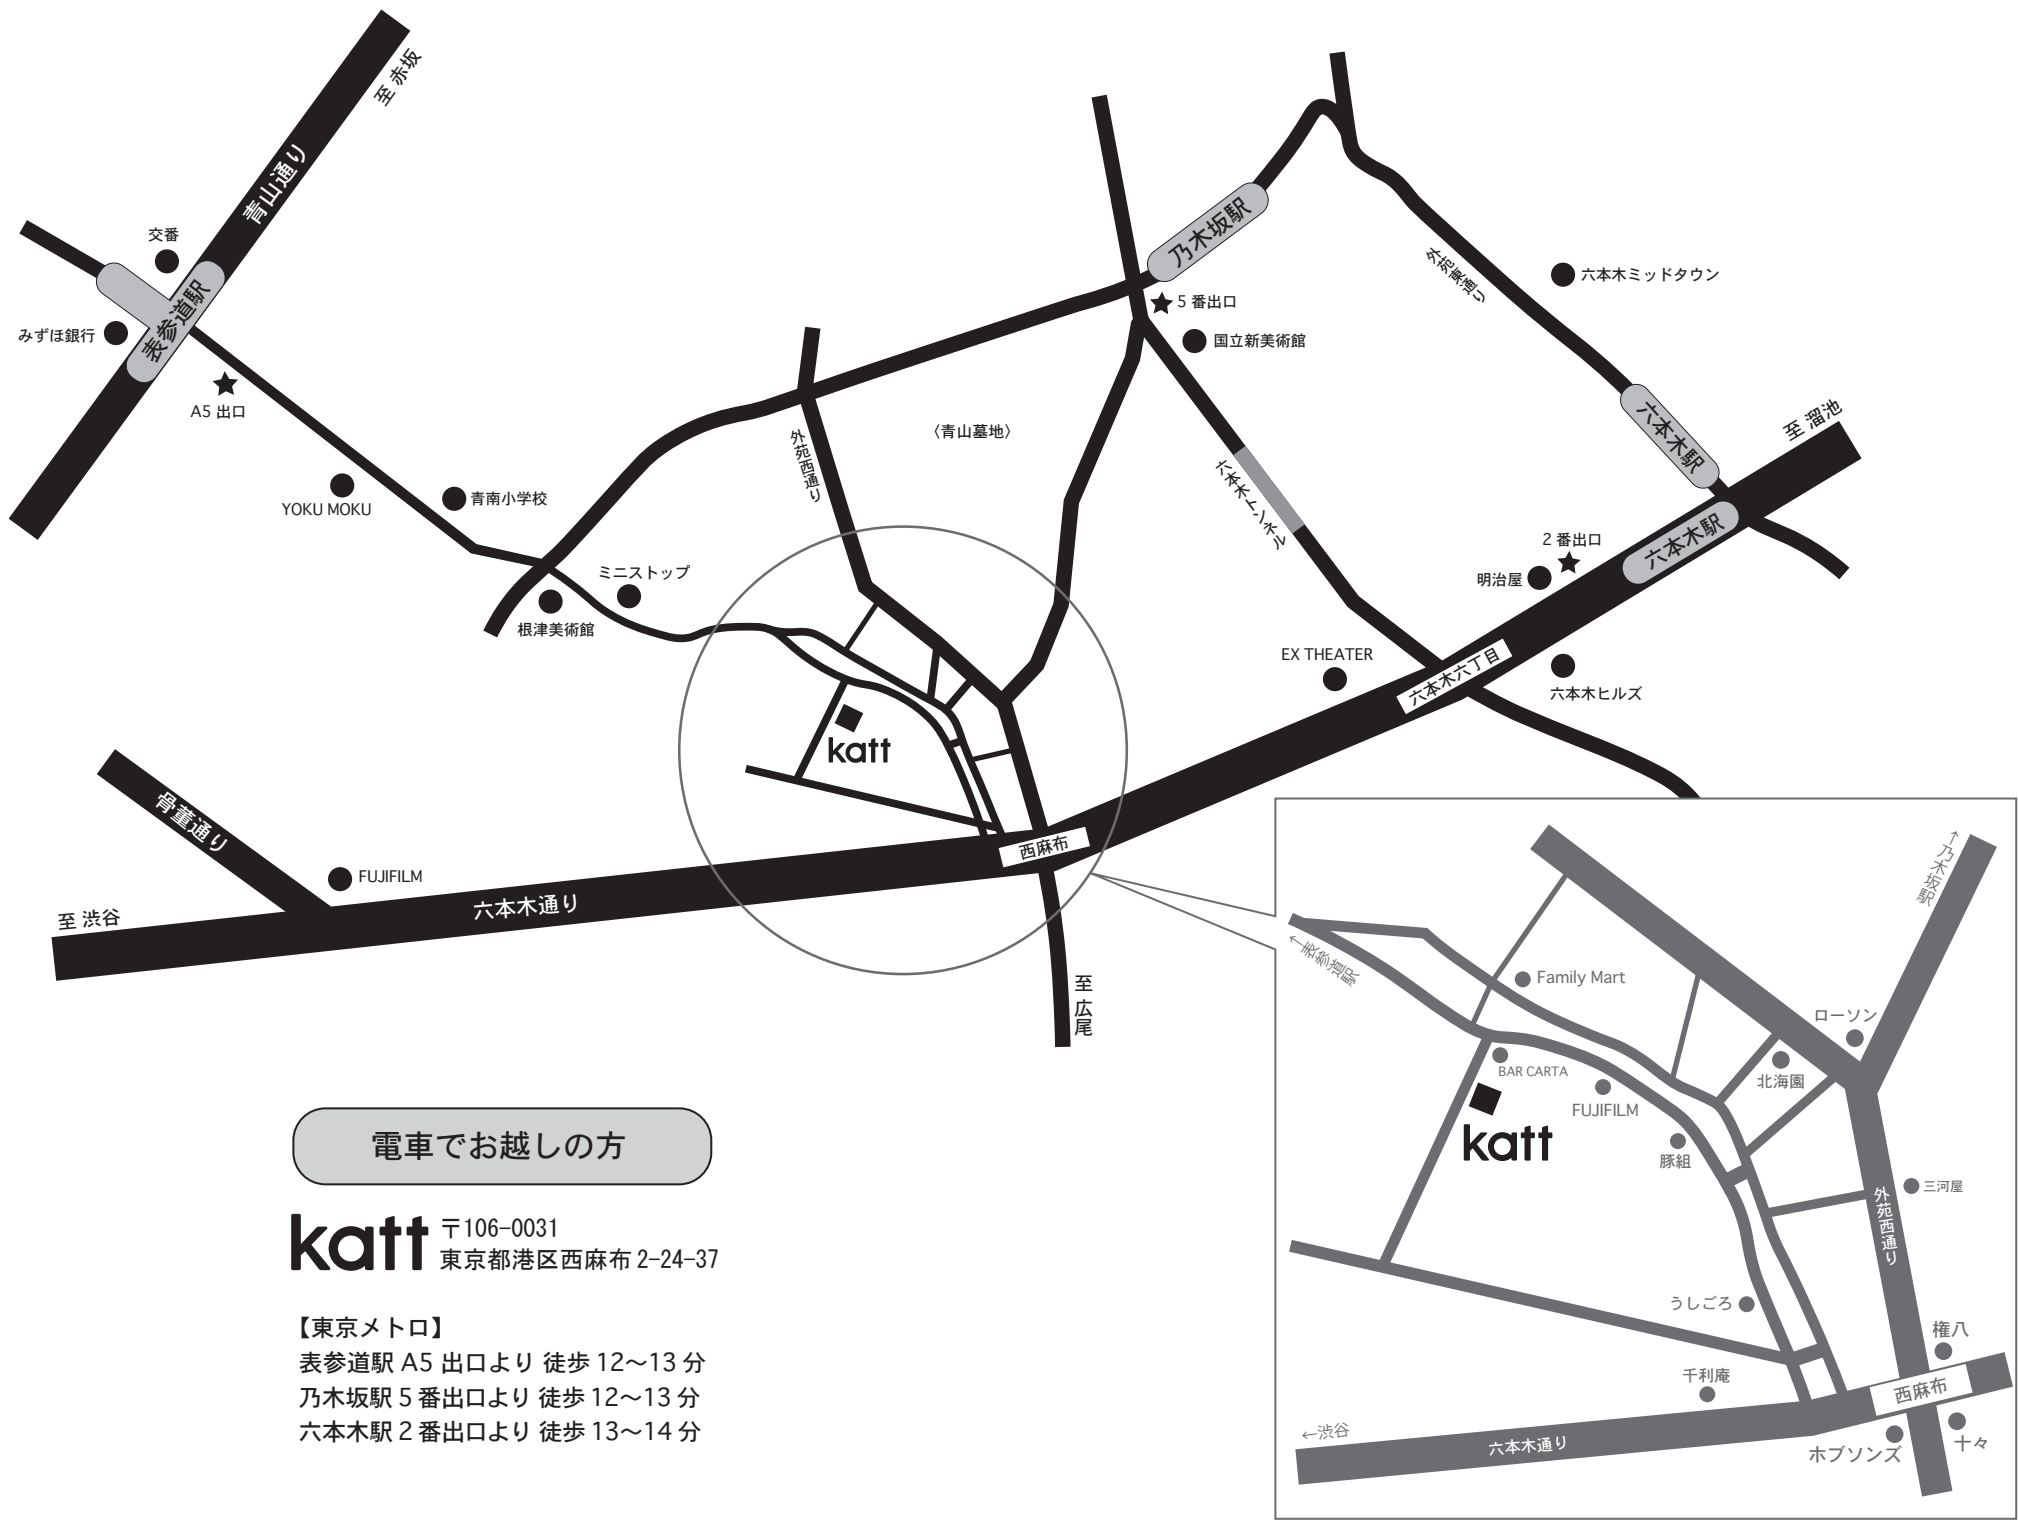 至 赤坂
青山通り
交番
表参道駅
みずほ銀行
A5 出口
YOKU MOKU
青南小学校
ミニストップ
根津美術館
外苑西通り
〈青山墓地〉
乃木坂駅
5 番出口
国立新美術館
六本木トンネル
外苑東通り
六本木ミッドタウン
六本木駅
至 溜池
六本木駅
2 番出口
明治屋
EX THEATER
六本木六丁目
六本木ヒルズ
katt
骨董通り
FUJIFILM
至 渋谷
六本木通り
西麻布
至 広尾
↑乃木坂駅
↑表参道駅
Family Mart
ローソン
北海園
BAR CARTA
FUJIFILM
katt
豚組
三河屋
外苑西通り
うしごろ
権八
千利庵
西麻布
←渋谷
六本木通り
ホブソンズ
十々
電車でお越しの方
katt
〒106-0031
東京都港区西麻布 2-24-37
【東京メトロ】
表参道駅 A5 出口より 徒歩 12〜13 分
乃木坂駅 5 番出口より 徒歩 12〜13 分
六本木駅 2 番出口より 徒歩 13〜14 分